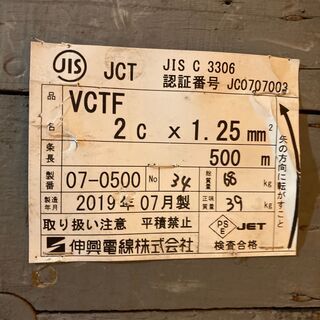 JIS JCT JIS C 3306
認証番号 JC0707003
品名 VCTF
2C x 1.25 mm²
条長 500 m
製番 07-0500 No 34 総質量 kg
製造年月 2019年07月製 正味質量 39 kg
取り扱い注意 平積禁止
PSE JET
伸興電線株式会社 検査合格
矢の方向に転がすこと